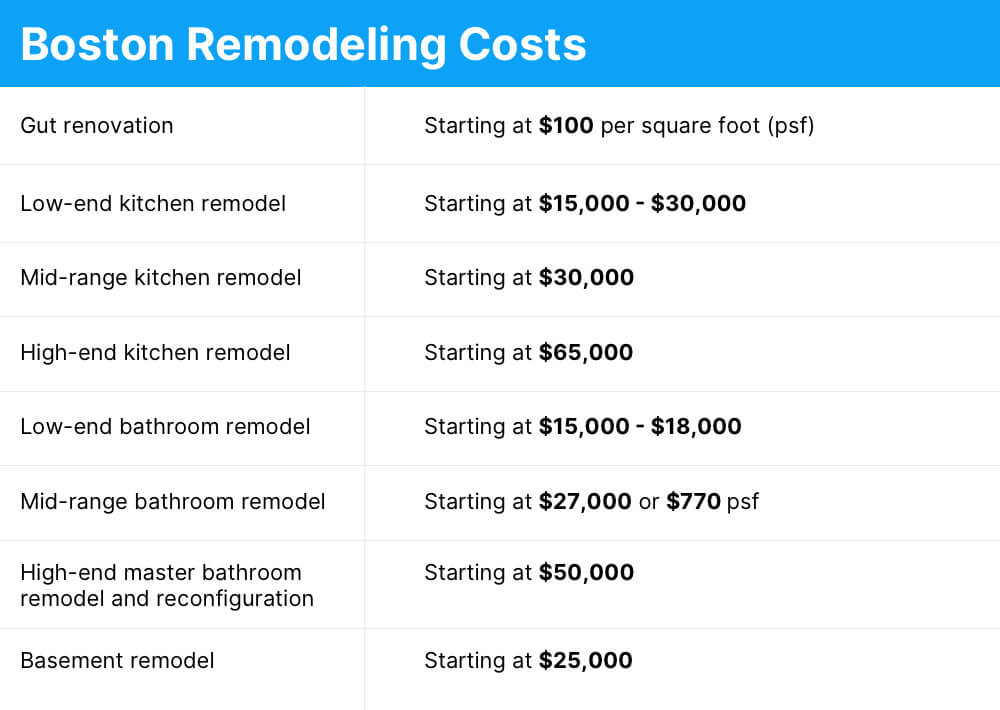 Boston Remodeling Costs
Gut renovation
Starting at $100 per square foot (psf)
Low-end kitchen remodel
Starting at $15,000 - $30,000
Mid-range kitchen remodel
Starting at $30,000
High-end kitchen remodel
Starting at $65,000
Low-end bathroom remodel
Starting at $15,000 - $18,000
Mid-range bathroom remodel
Starting at $27,000 or $770 psf
High-end master bathroom
remodel and reconfiguration
Starting at $50,000
Basement remodel
Starting at $25,000